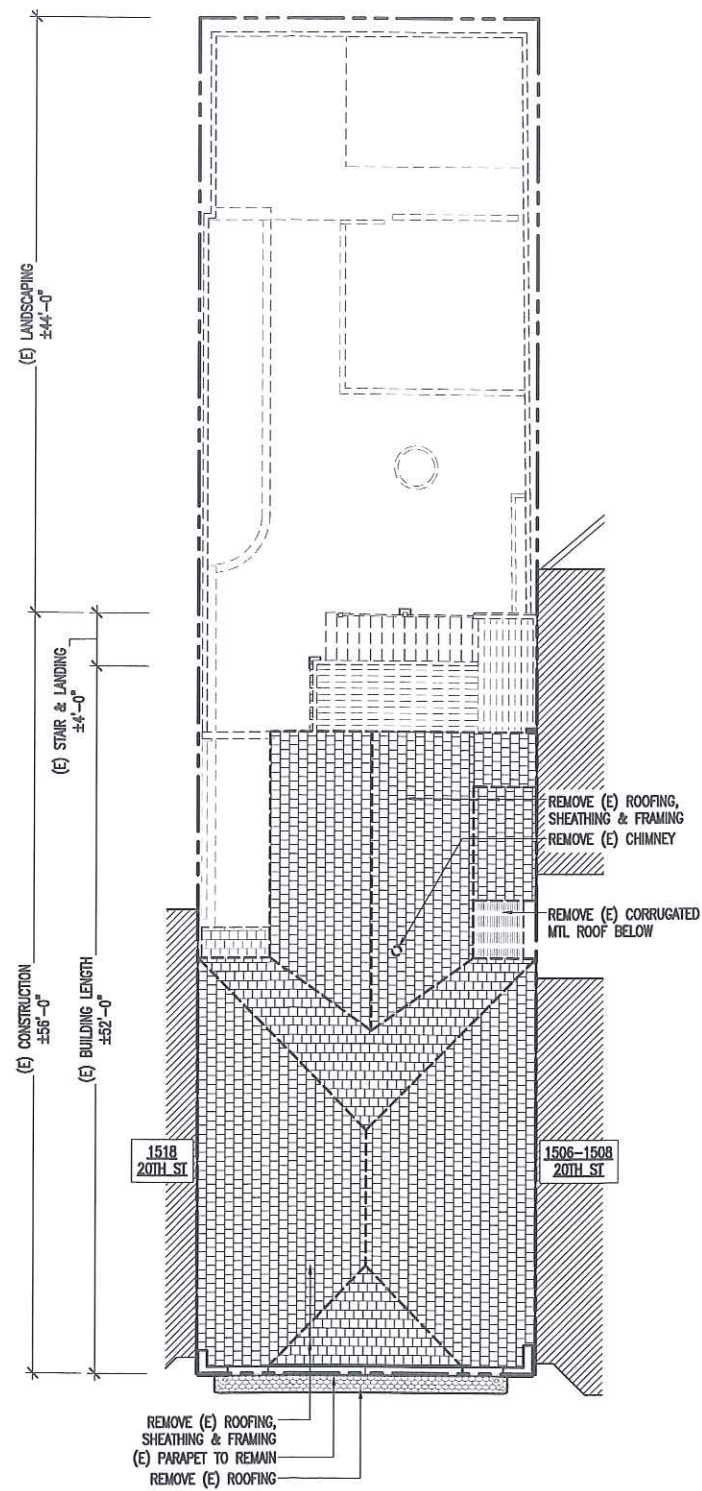 (E) LANDSCAPING
±44'-0"
(E) STAIR & LANDING
±4'-0"
(E) CONSTRUCTION
±56'-0"
(E) BUILDING LENGTH
±52'-0"
REMOVE (E) ROOFING,
SHEATHING & FRAMING
REMOVE (E) CHIMNEY
REMOVE (E) CORRUGATED
MTL ROOF BELOW
1518
20TH ST
1506-1508
20TH ST
REMOVE (E) ROOFING,
SHEATHING & FRAMING
(E) PARAPET TO REMAIN
REMOVE (E) ROOFING